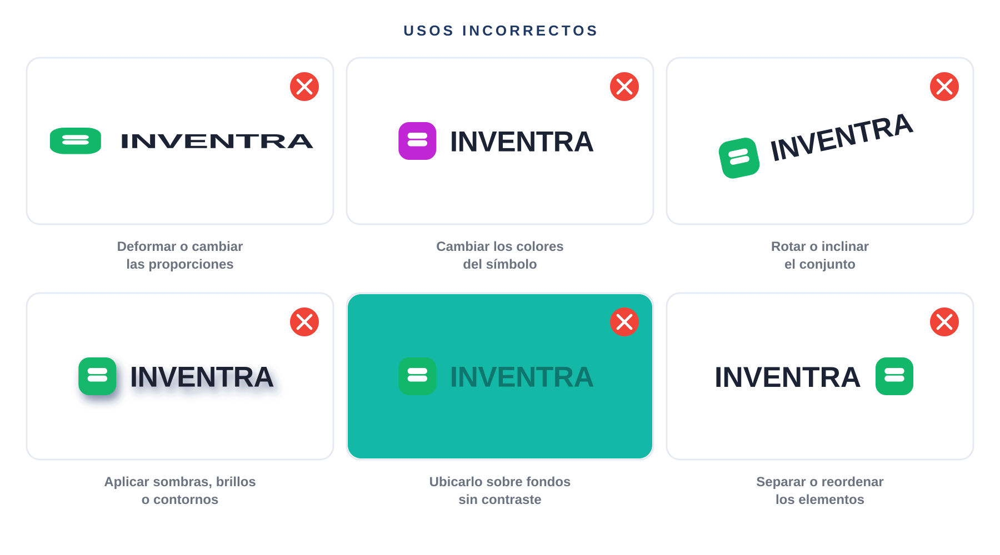 USOS INCORRECTOS
INVENTRA
INVENTRA
INVENTRA
Deformar o cambiar
las proporciones
Cambiar los colores
del símbolo
Rotar o inclinar
el conjunto
INVENTRA
INVENTRA
INVENTRA
Aplicar sombras, brillos
o contornos
Ubicarlo sobre fondos
sin contraste
Separar o reordenar
los elementos